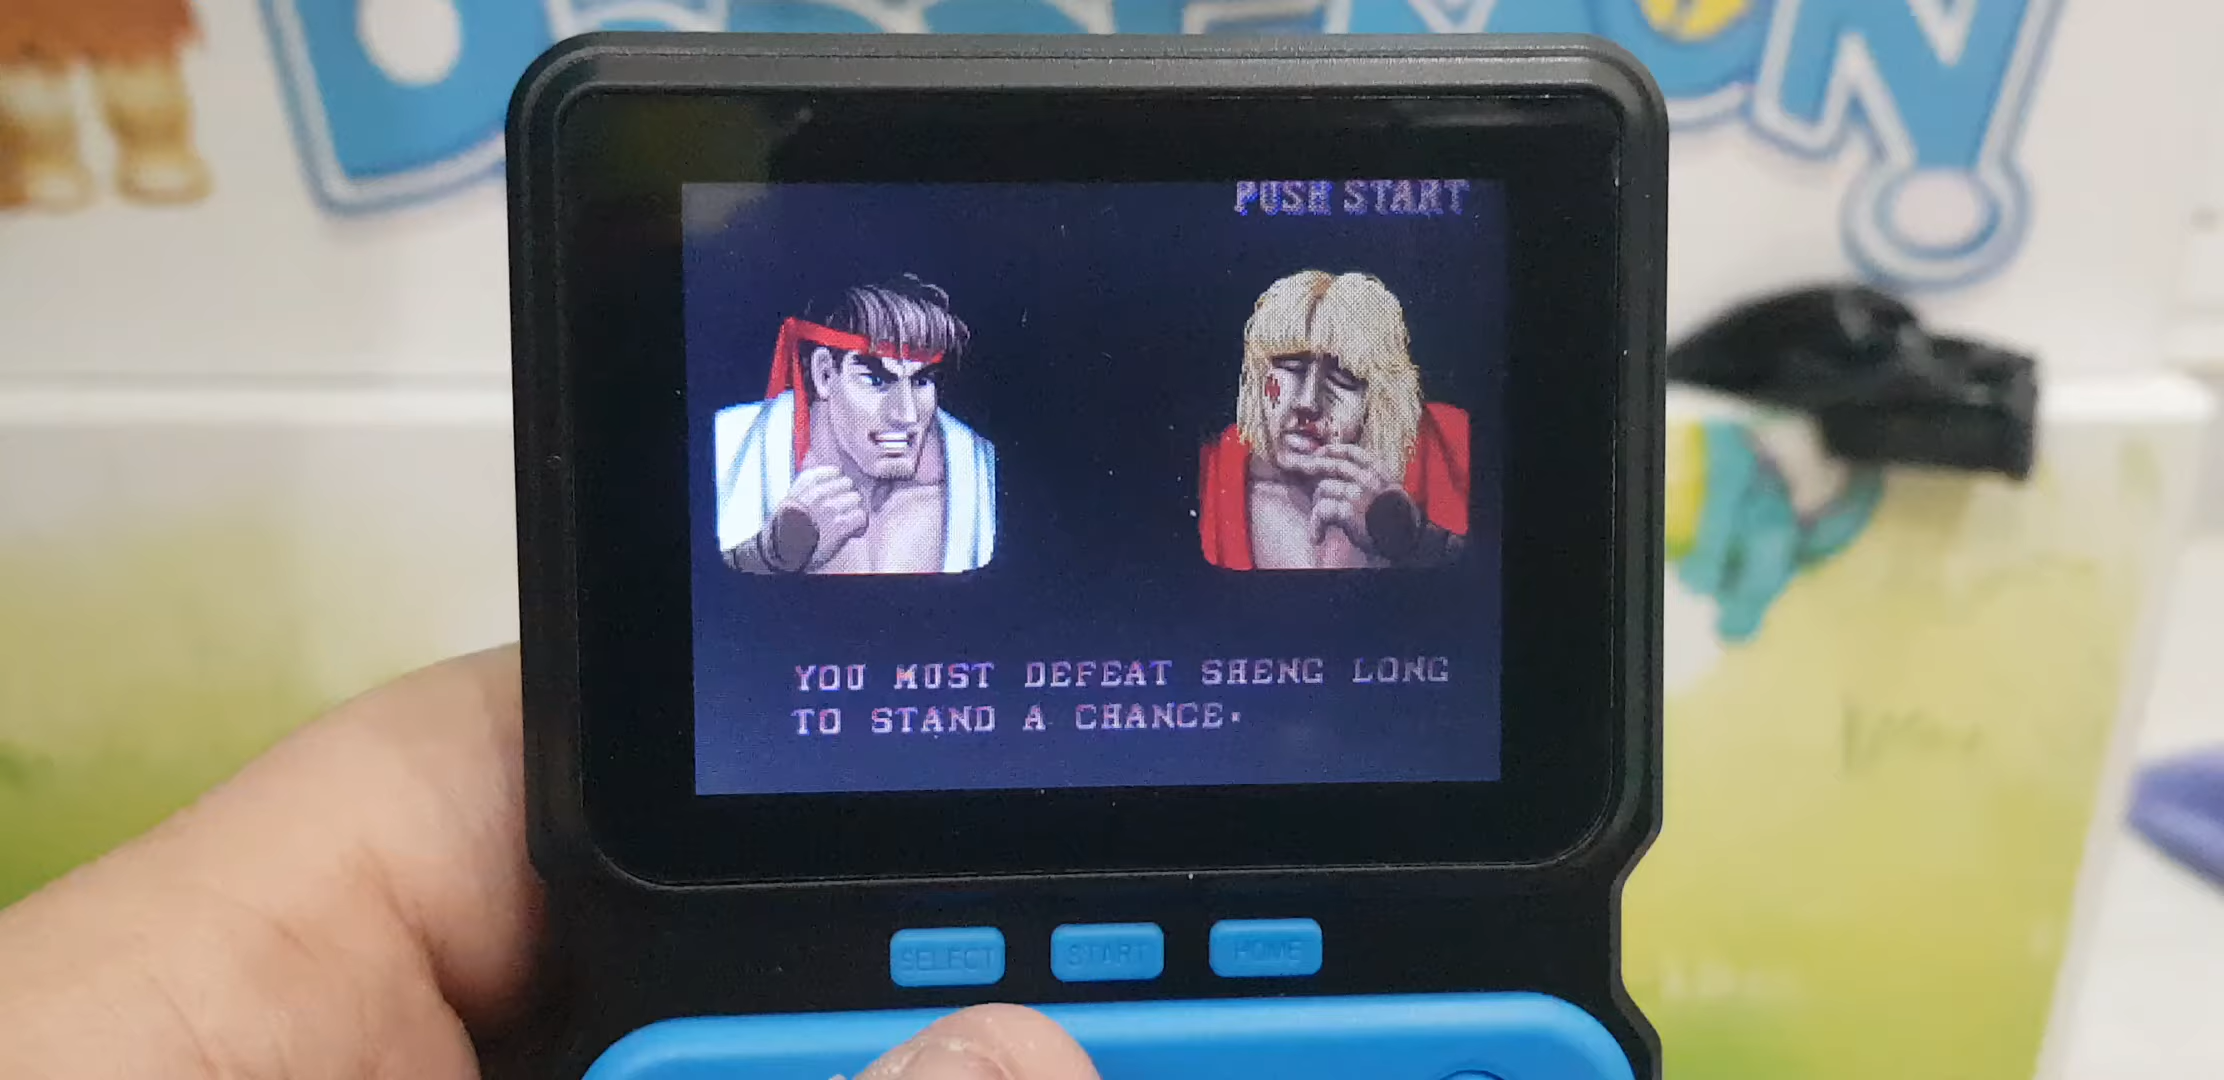 PUSH START
YOU MUST DEFEAT SHENG LONG
TO STAND A CHANCE.
SELECT
START
HOME